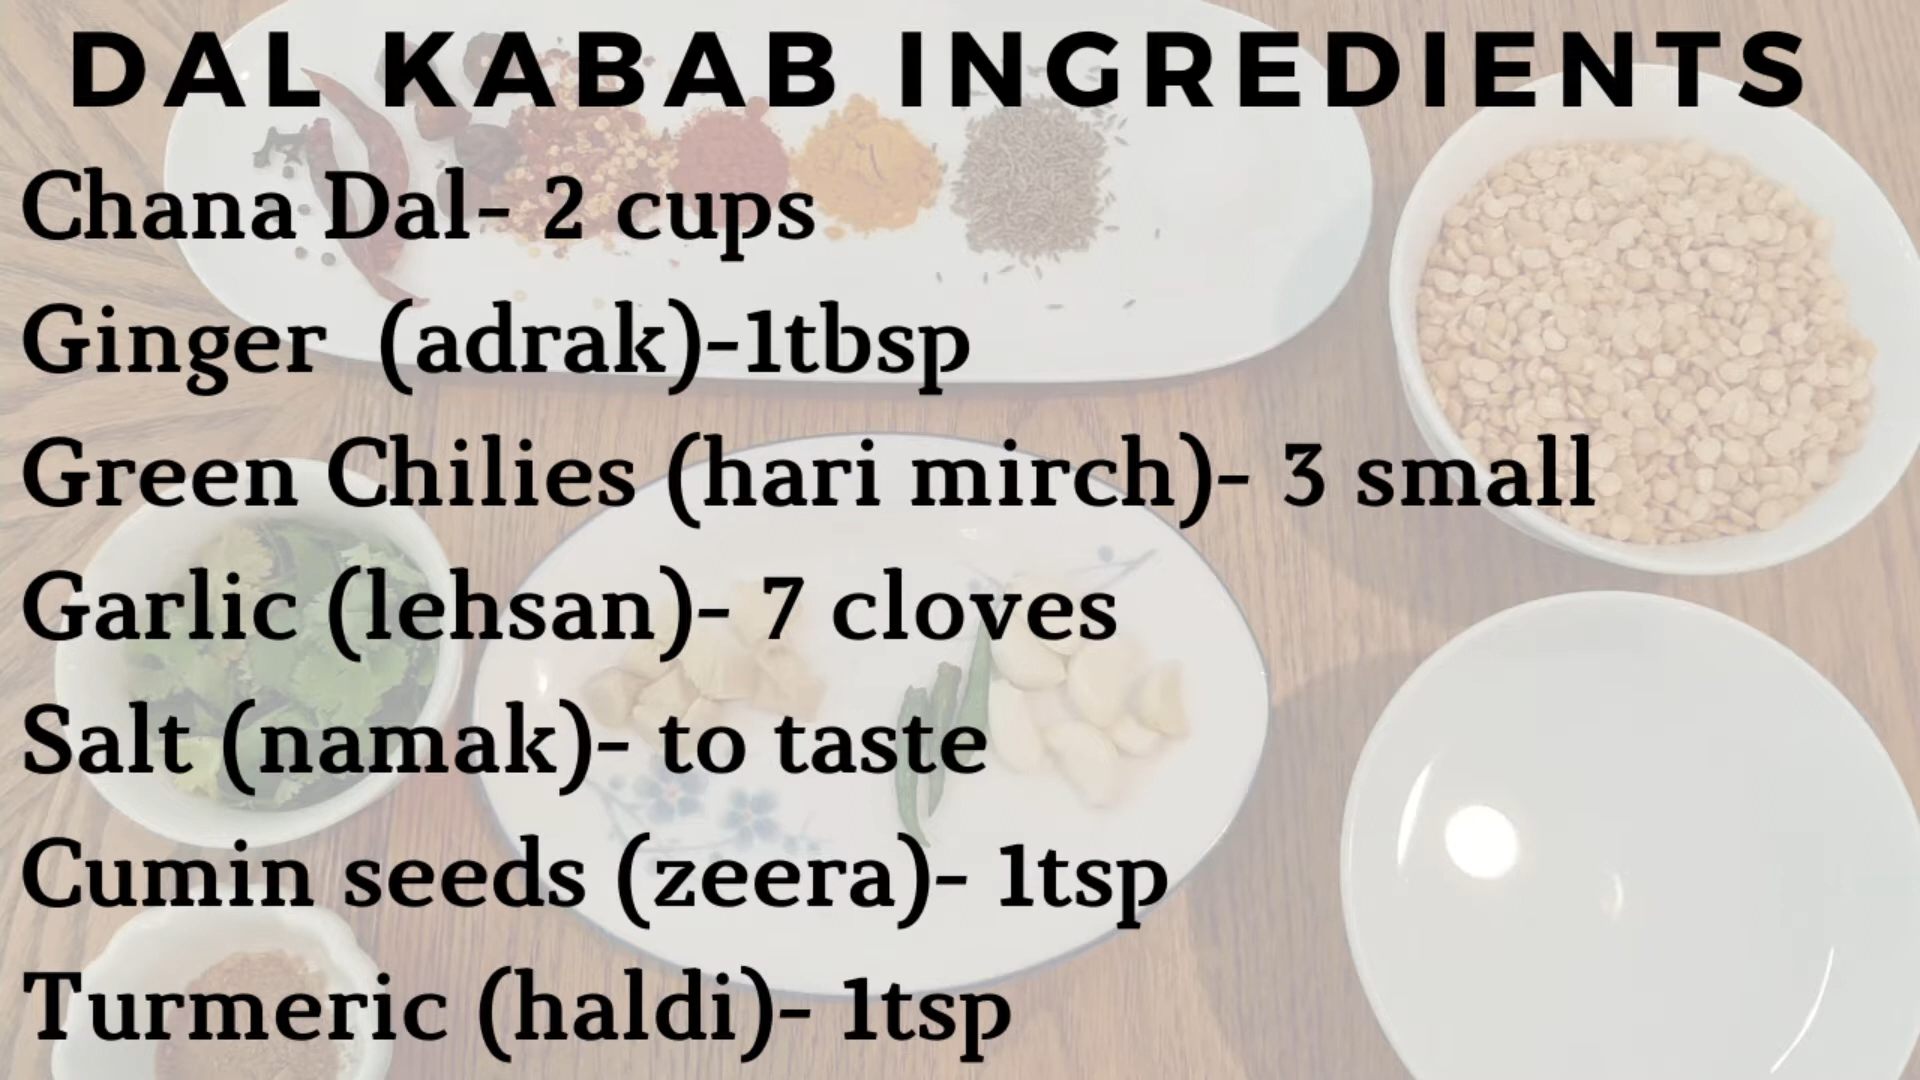 DAL KABAB INGREDIENTS
Chana Dal- 2 cups
Ginger (adrak)-1tbsp
Green Chilies (hari mirch)- 3 small
Garlic (lehsan)- 7 cloves
Salt (namak)- to taste
Cumin seeds (zeera)- 1tsp
Turmeric (haldi)- 1tsp